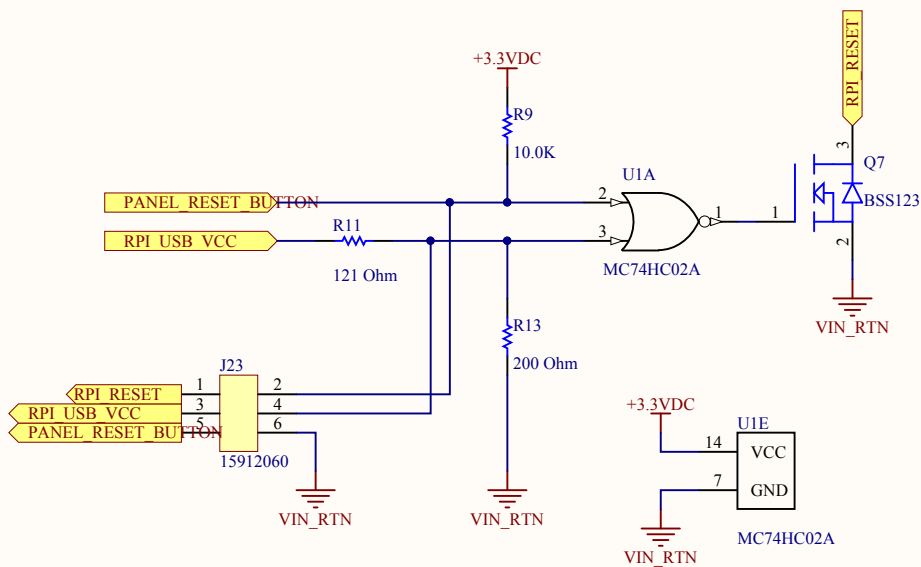 RPI_RESET
+3.3VDC
R9
10.0K
3
Q7
BSS123
U1A
PANEL_RESET_BUTTON
2
1
1
RPI_USB_VCC
R11
3
121 Ohm
MC74HC02A
2
VIN_RTN
R13
200 Ohm
J23
RPI_RESET
1
2
RPI_USB_VCC
3
4
PANEL_RESET_BUTTON
5
6
15912060
VIN_RTN
VIN_RTN
+3.3VDC
U1E
14
VCC
7
GND
MC74HC02A
VIN_RTN